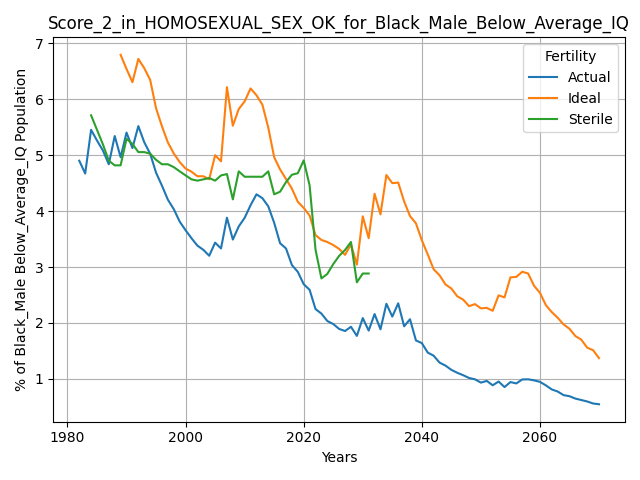 Score_2_in_HOMOSEXUAL_SEX_OK_for_Black_Male_Below_Average_IQ
% of Black_Male Below_Average_IQ Population
7
6
5
4
3
2
1
Fertility
Actual
Ideal
Sterile
1980
2000
2020
2040
2060
Years